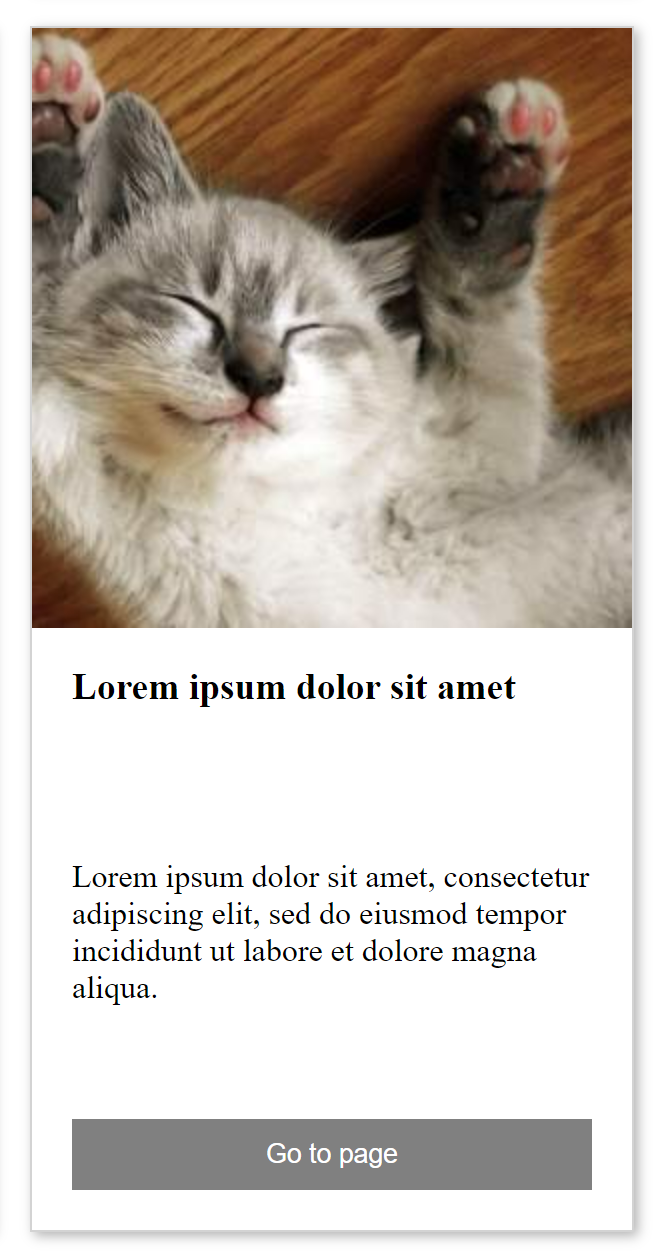 Lorem ipsum dolor sit amet
Lorem ipsum dolor sit amet, consectetur
adipiscing elit, sed do eiusmod tempor
incididunt ut labore et dolore magna
aliqua.
Go to page